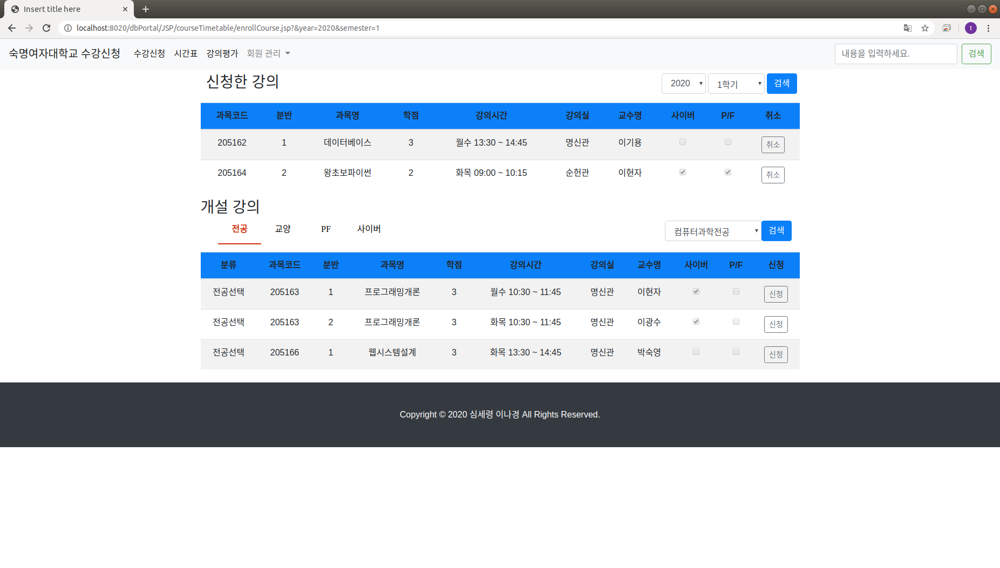 Insert title here
localhost:8020/dbPortal/JSP/courseTimetable/enrollCourse.jsp?&year=2020&semester=1
t
숙명여자대학교 수강신청 수강신청 시간표 강의평가 회원 관리 내용을 입력하세요. 검색
신청한 강의 2020 1학기 검색
과목코드 분반 과목명 학점 강의시간 강의실 교수명 사이버 P/F 취소
205162 1 데이터베이스 3 월수 13:30 ~ 14:45 명신관 이기용 취소
205164 2 왕초보파이썬 2 화목 09:00 ~ 10:15 순헌관 이현자 취소
개설 강의
전공 교양 PF 사이버 컴퓨터과학전공 검색
분류 과목코드 분반 과목명 학점 강의시간 강의실 교수명 사이버 P/F 신청
전공선택 205163 1 프로그래밍개론 3 월수 10:30 ~ 11:45 명신관 이현자 신청
전공선택 205163 2 프로그래밍개론 3 화목 10:30 ~ 11:45 명신관 이광수 신청
전공선택 205166 1 웹시스템설계 3 화목 13:30 ~ 14:45 명신관 박숙영 신청
Copyright © 2020 심세령 이나경 All Rights Reserved.